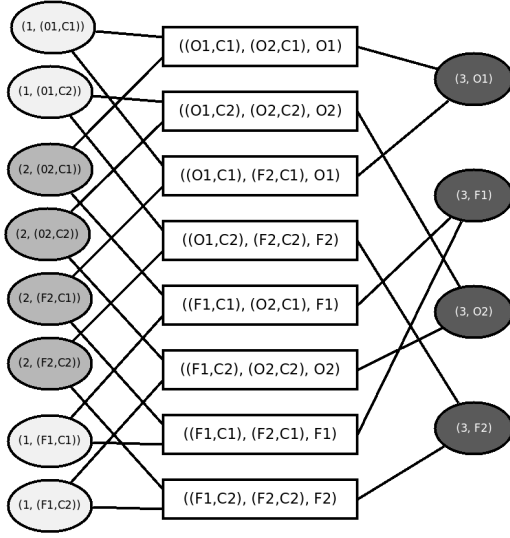 (1, (01,C1))
(1, (01,C2))
(2, (02,C1))
(2, (02,C2))
(2, (F2,C1))
(2, (F2,C2))
(1, (F1,C1))
(1, (F1,C2))
((O1,C1), (O2,C1), O1)
((O1,C2), (O2,C2), O2)
((O1,C1), (F2,C1), O1)
((O1,C2), (F2,C2), F2)
((F1,C1), (O2,C1), F1)
((F1,C2), (O2,C2), O2)
((F1,C1), (F2,C1), F1)
((F1,C2), (F2,C2), F2)
(3, O1)
(3, F1)
(3, O2)
(3, F2)